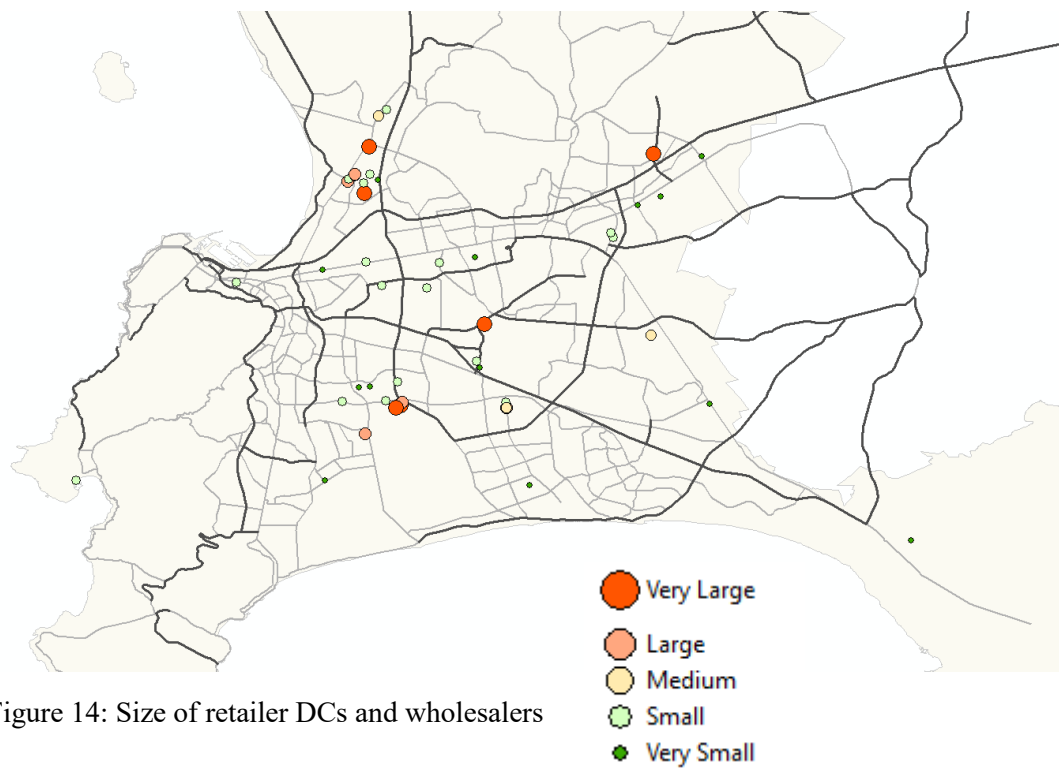 Very Large
Large
Medium
Figure 14: Size of retailer DCs and wholesalers
Small
Very Small